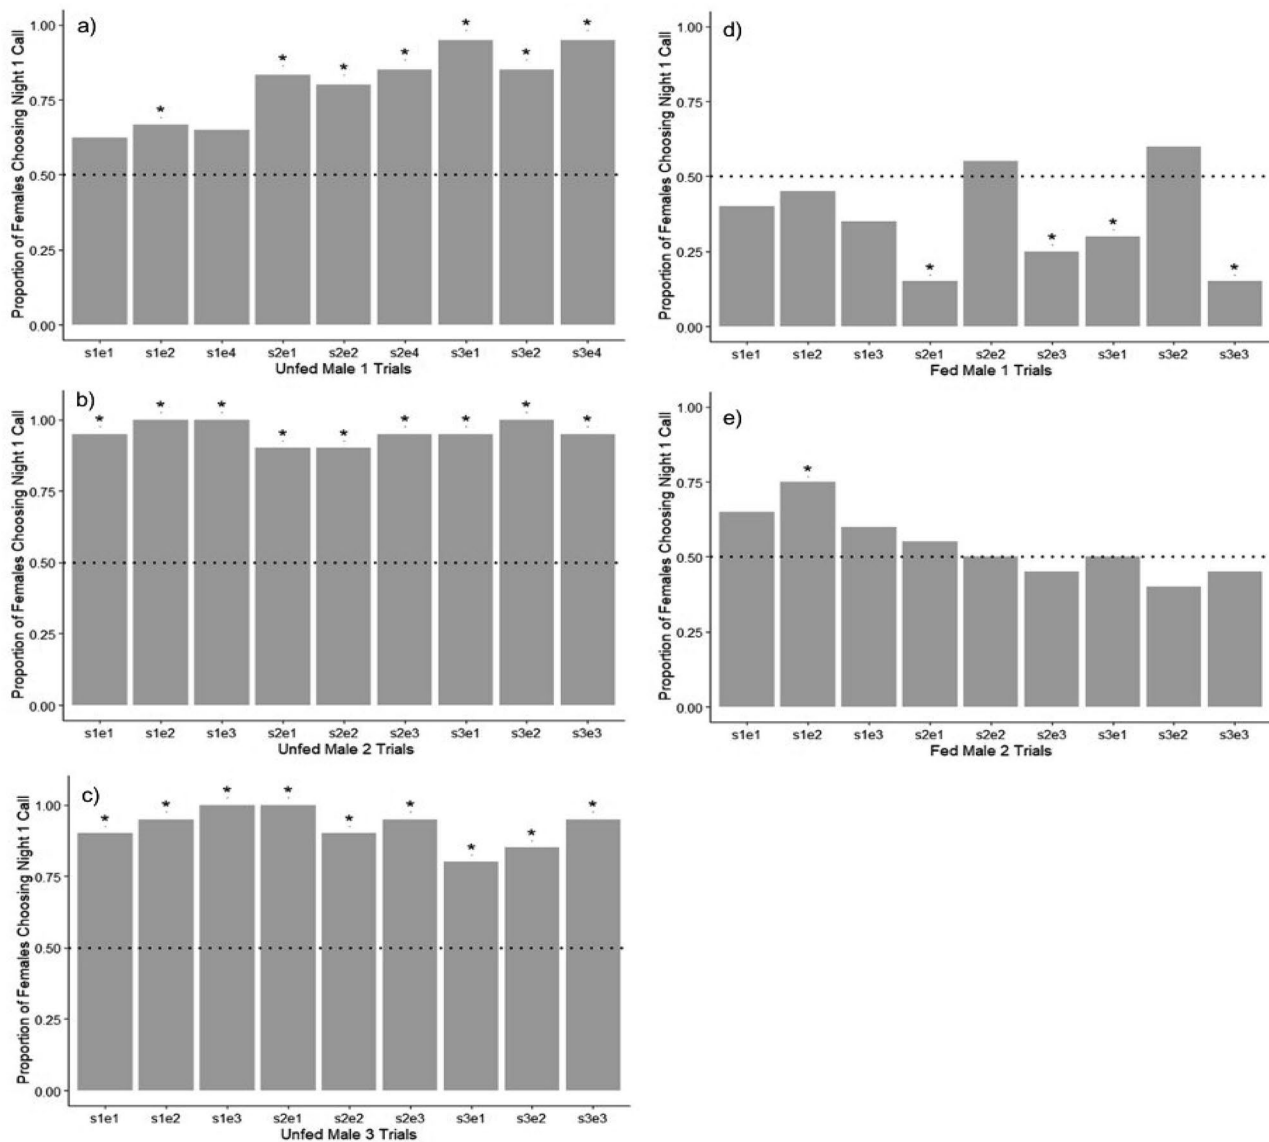 a)
Proportion of Females Choosing Night 1 Call
1.00
0.75
0.50
0.25
0.00
* * * * * * *
s1e1 s1e2 s1e4 s2e1 s2e2 s2e4 s3e1 s3e2 s3e4
Unfed Male 1 Trials
b)
Proportion of Females Choosing Night 1 Call
1.00
0.75
0.50
0.25
0.00
* * * * * * * * *
s1e1 s1e2 s1e3 s2e1 s2e2 s2e3 s3e1 s3e2 s3e3
Unfed Male 2 Trials
c)
Proportion of Females Choosing Night 1 Call
1.00
0.75
0.50
0.25
0.00
* * * * * * * * *
s1e1 s1e2 s1e3 s2e1 s2e2 s2e3 s3e1 s3e2 s3e3
Unfed Male 3 Trials
d)
Proportion of Females Choosing Night 1 Call
1.00
0.75
0.50
0.25
0.00
* * * *
s1e1 s1e2 s1e3 s2e1 s2e2 s2e3 s3e1 s3e2 s3e3
Fed Male 1 Trials
e)
Proportion of Females Choosing Night 1 Call
1.00
0.75
0.50
0.25
0.00
*
s1e1 s1e2 s1e3 s2e1 s2e2 s2e3 s3e1 s3e2 s3e3
Fed Male 2 Trials